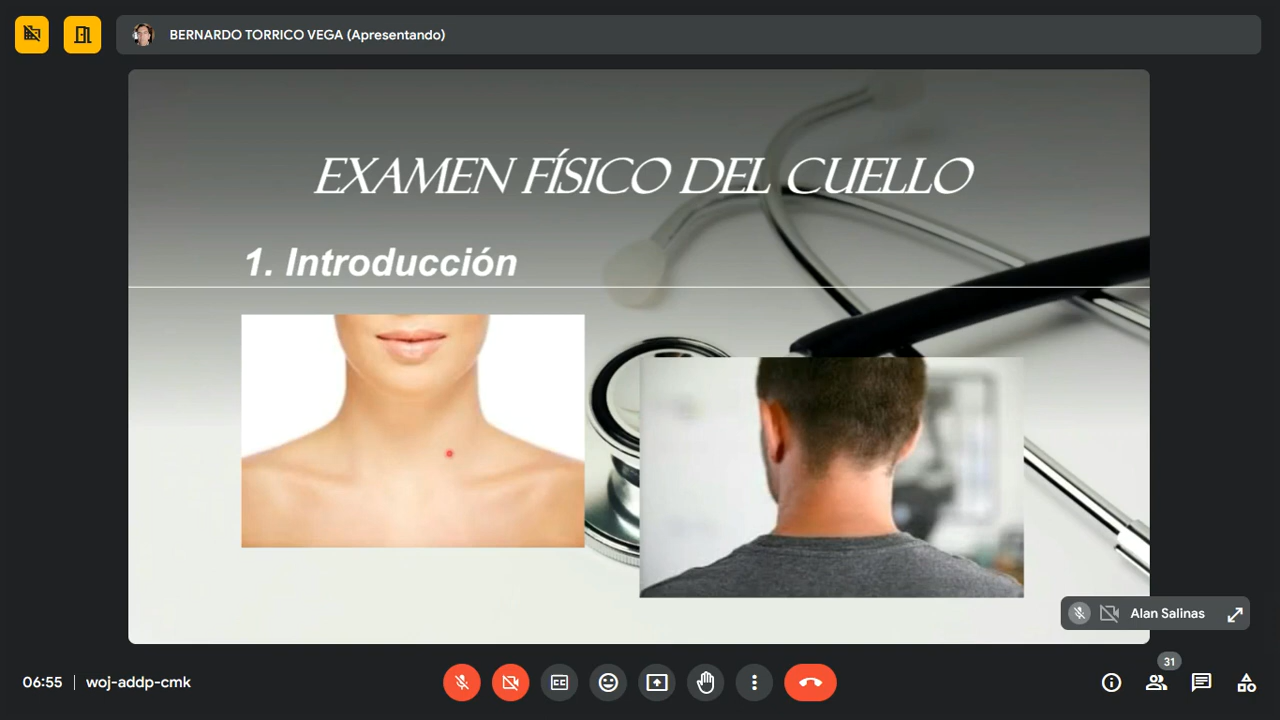 BERNARDO TORRICO VEGA (Apresentando)
EXAMEN FÍSICO DEL CUELLO
1. Introducción
Alan Salinas
31
06:55 | woj-addp-cmk